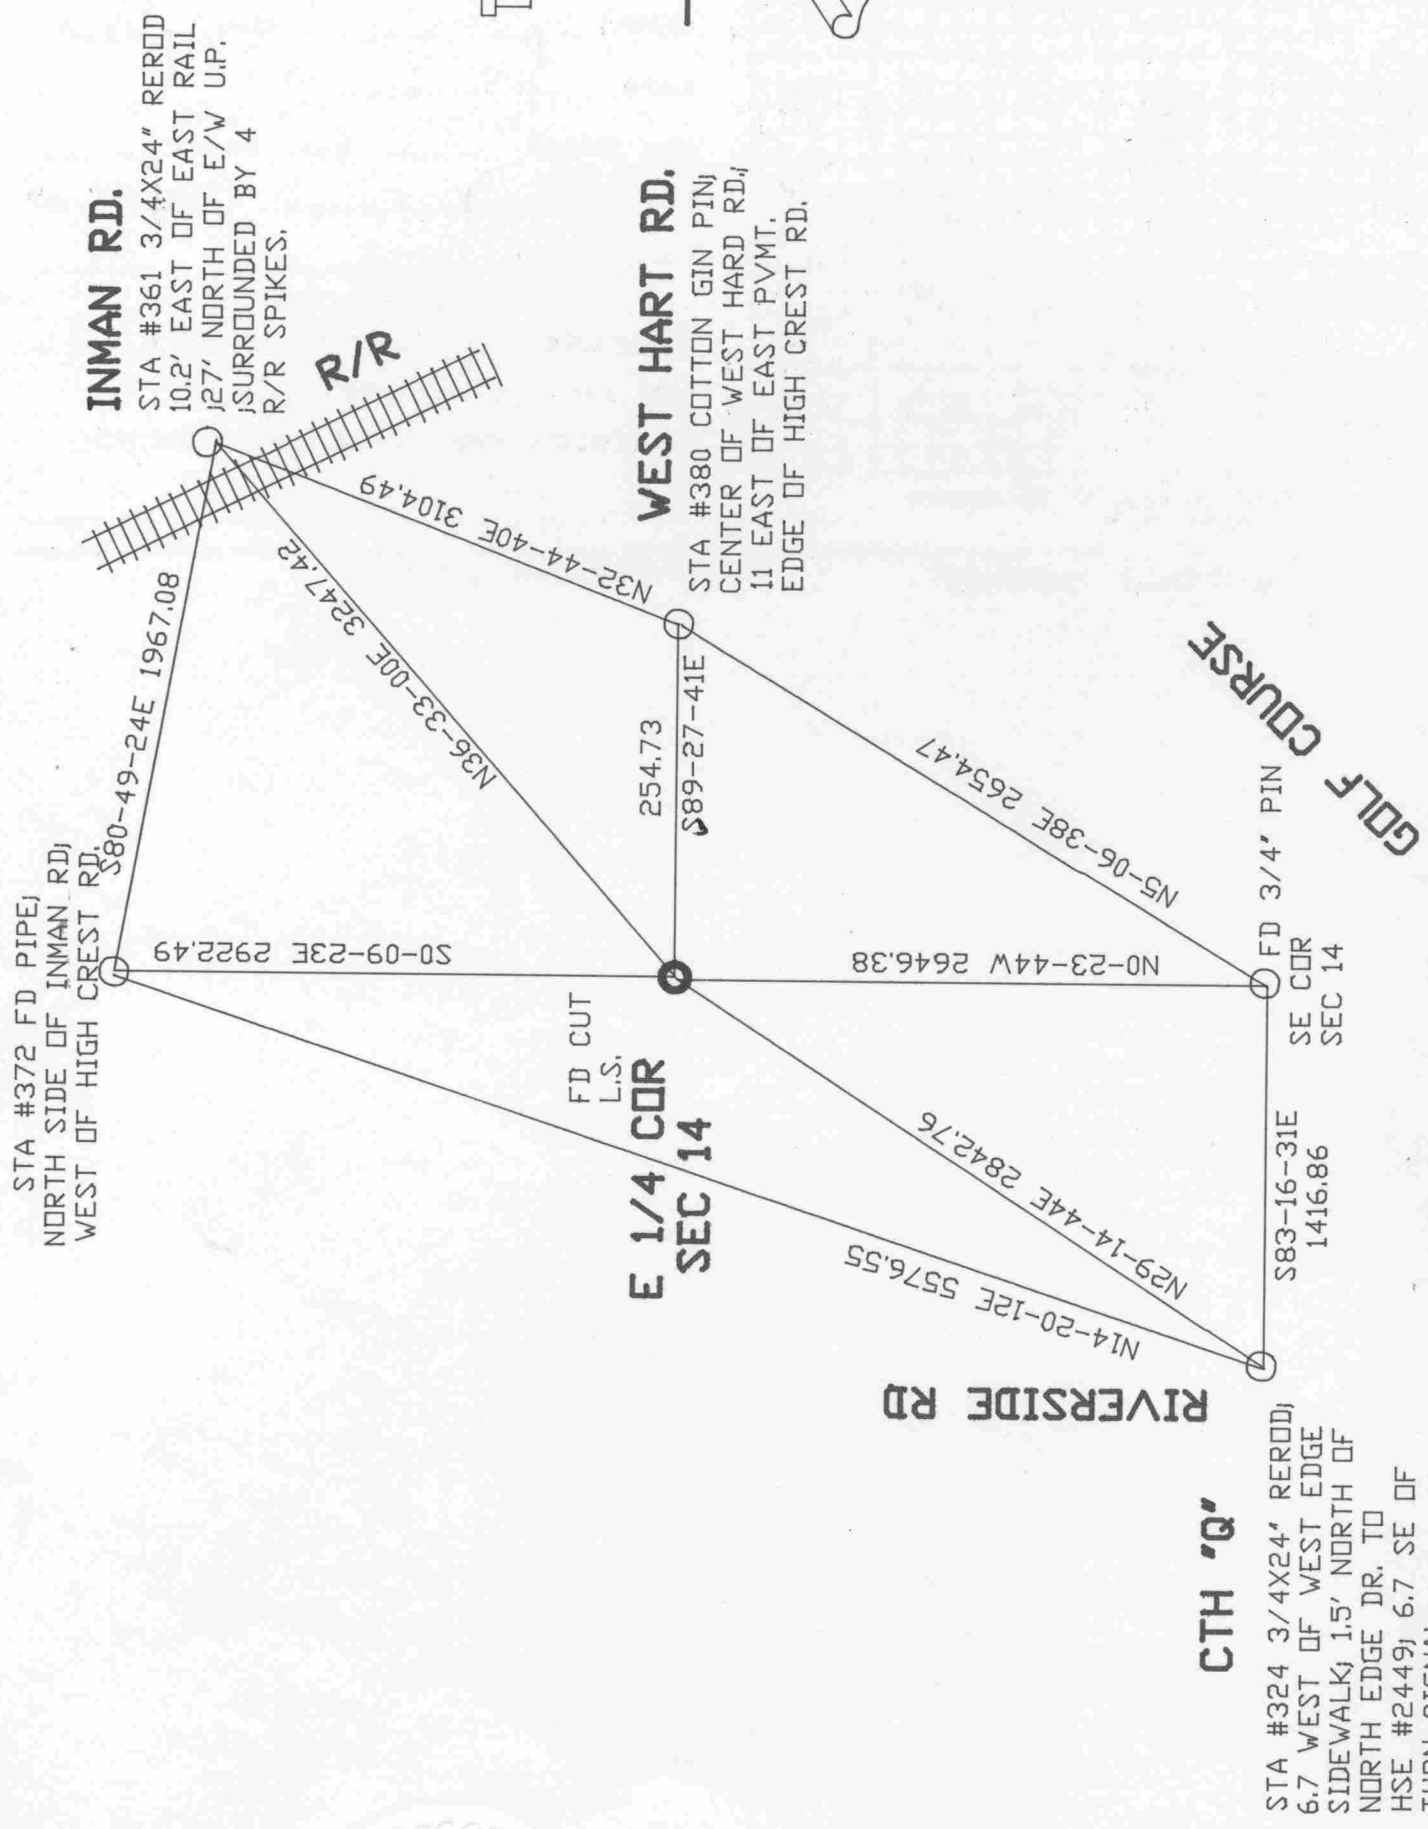 STA #372 FD PIPE;
NORTH SIDE OF INMAN RD;
WEST OF HIGH CREST RD.
INMAN RD.
STA #361 3/4X24" REROD
10.2' EAST OF EAST RAIL
;27' NORTH OF E/W U.P.
;SURROUNDED BY 4
R/R SPIKES.
R/R
S80-49-24E 1967.08
S0-09-23E 2922.49
N36-33-00E 3247.42
N32-44-40E 3104.49
WEST HART RD.
STA #380 COTTON GIN PIN;
CENTER OF WEST HARD RD.;
11 EAST OF EAST PVMT.
EDGE OF HIGH CREST RD.
254.73
S89-27-41E
FD CUT
L.S.
E 1/4 COR
SEC 14
N0-23-44W 2646.38
N5-06-38E 2654.47
N29-14-44E 2842.76
N14-20-12E 5576.55
GOLF COURSE
FD 3/4" PIN
SE COR
SEC 14
S83-16-31E
1416.86
RIVERSIDE RD
CTH "Q"
STA #324 3/4X24" REROD;
6.7 WEST OF WEST EDGE
SIDEWALK; 1.5' NORTH OF
NORTH EDGE DR. TO
HSE #2449; 6.7 SE OF